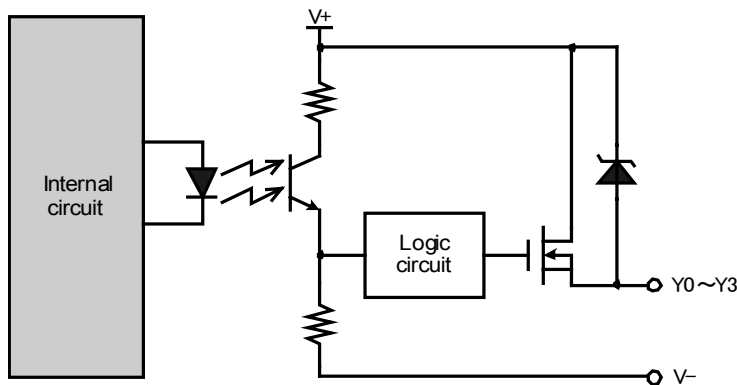 V+
Internal
circuit
Logic
circuit
Y0～Y3
V−